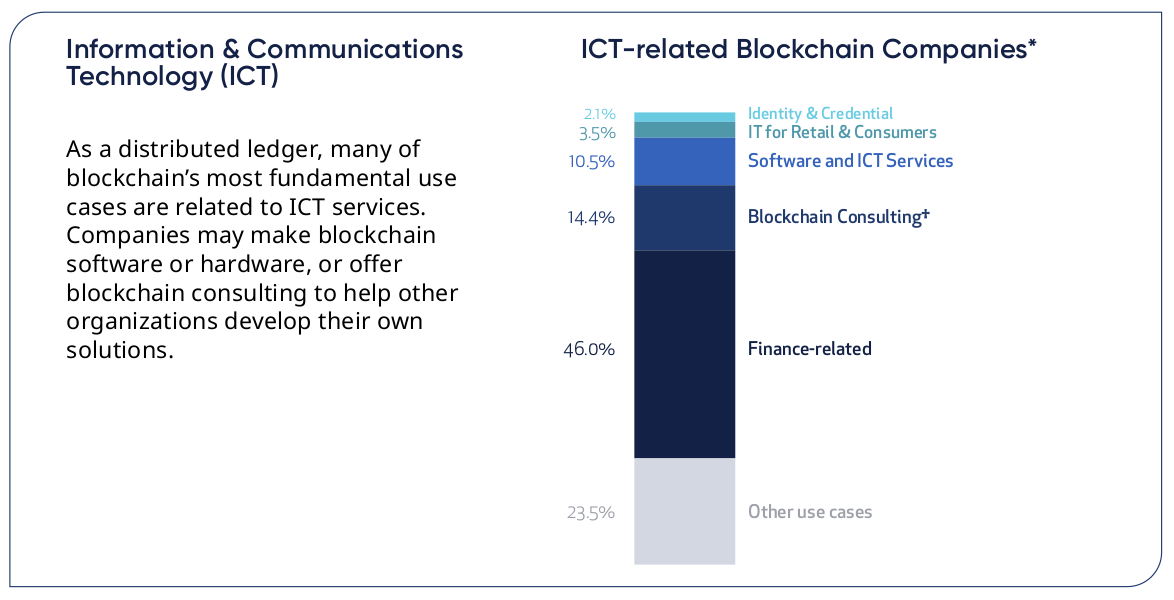 Information & Communications
Technology (ICT)
As a distributed ledger, many of
blockchain’s most fundamental use
cases are related to ICT services.
Companies may make blockchain
software or hardware, or offer
blockchain consulting to help other
organizations develop their own
solutions.
ICT-related Blockchain Companies*
2.1% Identity & Credential
3.5% IT for Retail & Consumers
10.5% Software and ICT Services
14.4% Blockchain Consulting✝
46.0% Finance-related
23.5% Other use cases